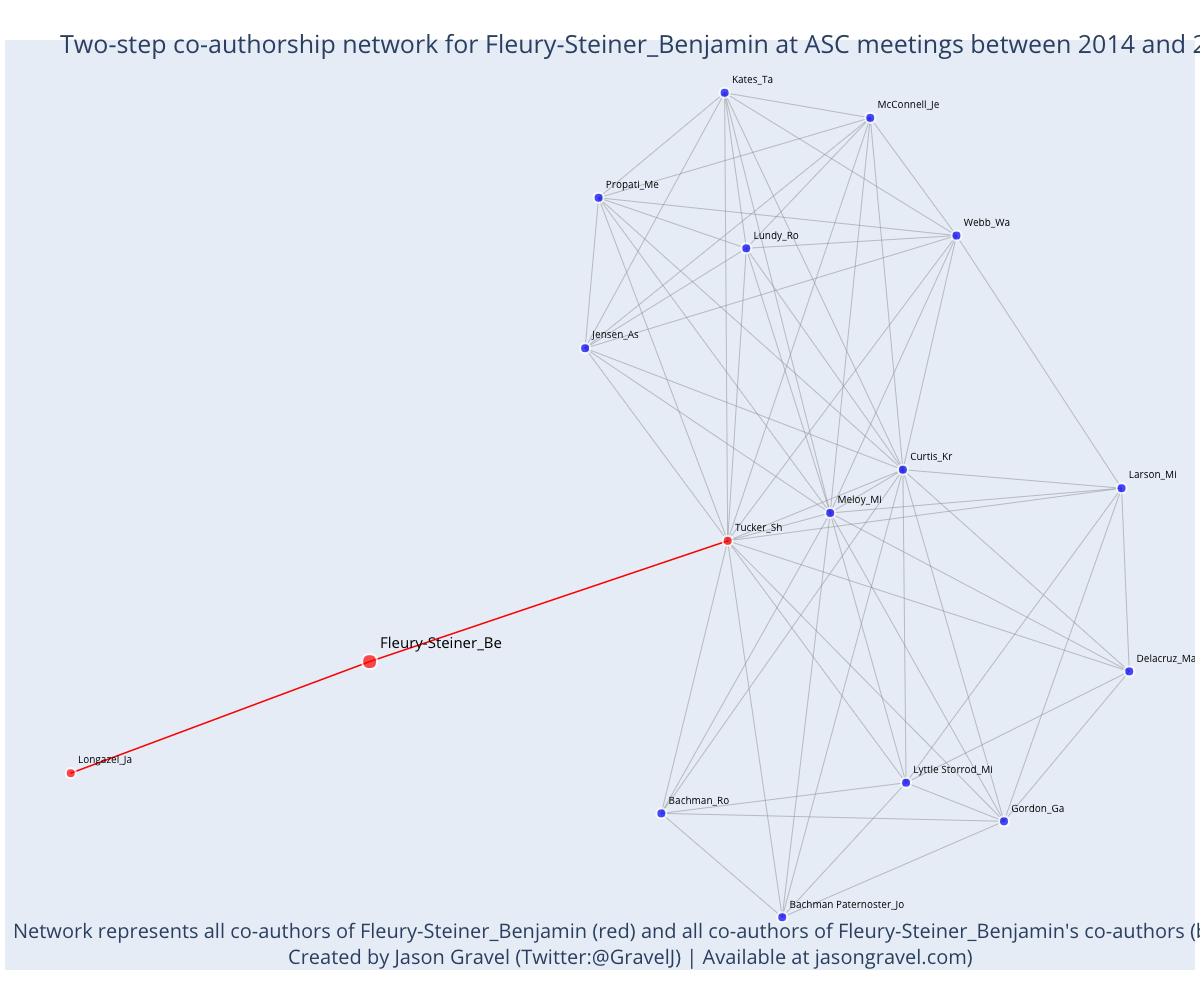 Two-step co-authorship network for Fleury-Steiner_Benjamin at ASC meetings between 2014 and
Kates_Ta
McConnell_Je
Propati_Me
Webb_Wa
Lundy_Ro
Jensen_As
Curtis_Kr
Larson_Mi
Meloy_Mi
Tucker_Sh
Fleury-Steiner_Be
Delacruz_Ma
Longazel_Ja
Lyttle Storrod_Mi
Bachman_Ro
Gordon_Ga
Bachman Paternoster_Jo
Network represents all co-authors of Fleury-Steiner_Benjamin (red) and all co-authors of Fleury-Steiner_Benjamin's co-authors
Created by Jason Gravel (Twitter:@GravelJ) | Available at jasongravel.com)